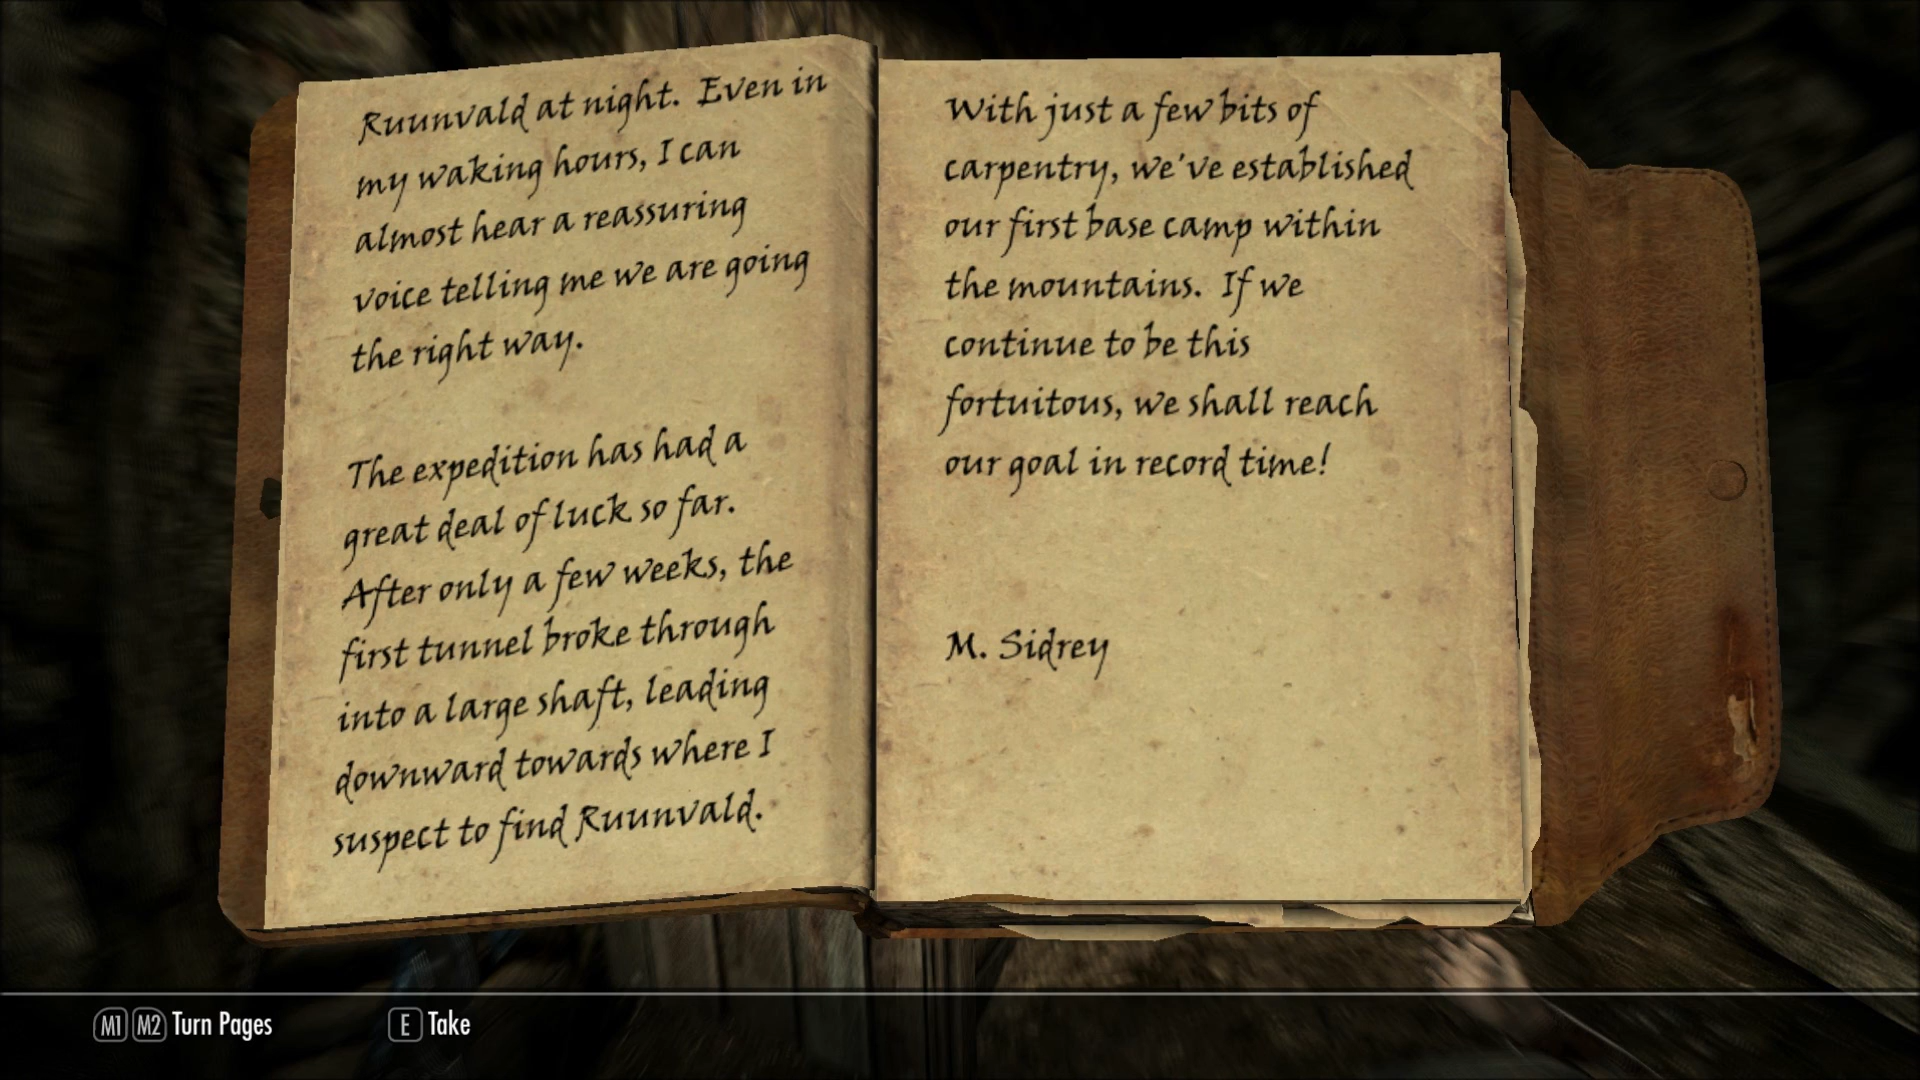 Ruunvald at night. Even in
my waking hours, I can
almost hear a reassuring
voice telling me we are going
the right way.
The expedition has had a
great deal of luck so far.
After only a few weeks, the
first tunnel broke through
into a large shaft, leading
downward towards where I
suspect to find Ruunvald.
With just a few bits of
carpentry, we've established
our first base camp within
the mountains. If we
continue to be this
fortuitous, we shall reach
our goal in record time!
M. Sidrey
M1 M2 Turn Pages
E Take